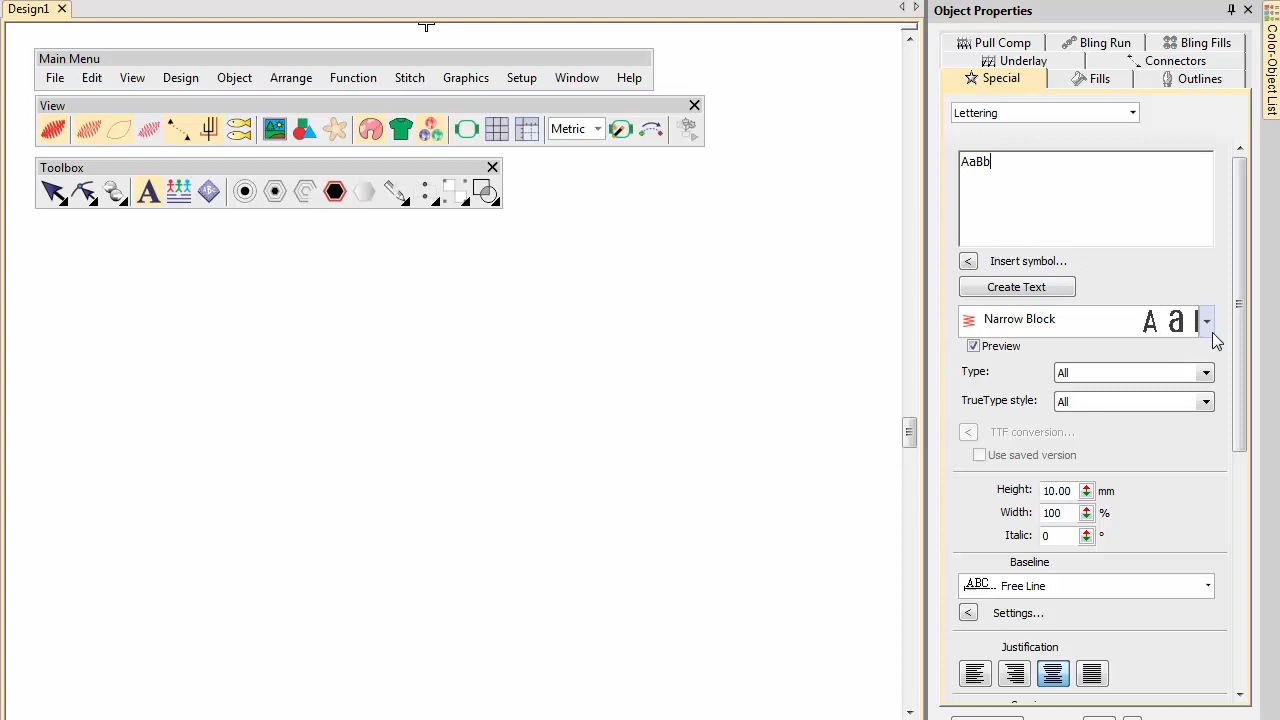 Design1
Main Menu
File Edit View Design Object Arrange Function Stitch Graphics Setup Window Help
View
Metric
Toolbox
A
Object Properties
Pull Comp Bling Run Bling Fills
Underlay Connectors
Special Fills Outlines
Lettering
AaBb
< Insert symbol...
Create Text
Narrow Block A a
Preview
Type: All
TrueType style: All
< TTF conversion...
Use saved version
Height: 10.00 mm
Width: 100 %
Italic: 0 °
Baseline
ABC Free Line
< Settings...
Justification
Color-Object List